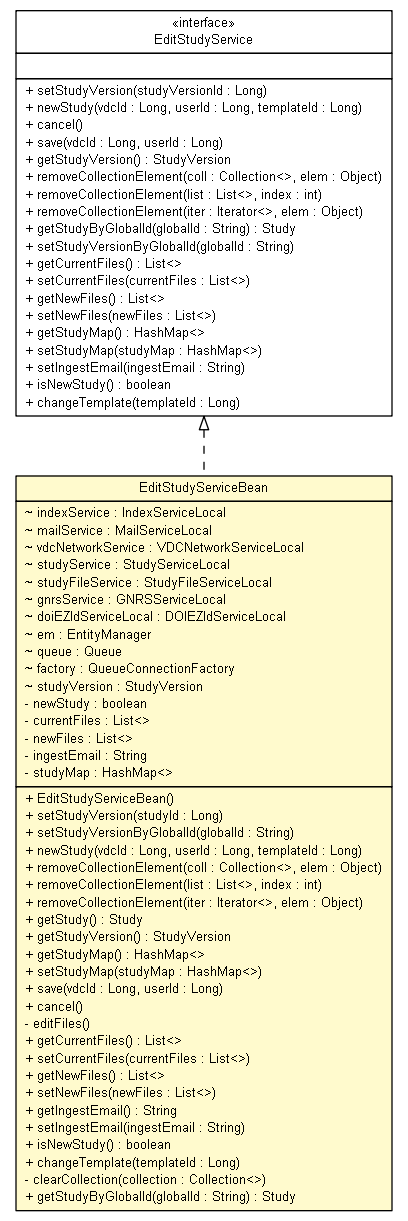 «interface»
EditStudyService
+ setStudyVersion(studyVersionId : Long)
+ newStudy(vdcId : Long, userId : Long, templateId : Long)
+ cancel()
+ save(vdcId : Long, userId : Long)
+ getStudyVersion() : StudyVersion
+ removeCollectionElement(coll : Collection<>, elem : Object)
+ removeCollectionElement(list : List<>, index : int)
+ removeCollectionElement(iter : Iterator<>, elem : Object)
+ getStudyByGlobalId(globalId : String) : Study
+ setStudyVersionByGlobalId(globalId : String)
+ getCurrentFiles() : List<>
+ setCurrentFiles(currentFiles : List<>)
+ getNewFiles() : List<>
+ setNewFiles(newFiles : List<>)
+ getStudyMap() : HashMap<>
+ setStudyMap(studyMap : HashMap<>)
+ setIngestEmail(ingestEmail : String)
+ isNewStudy() : boolean
+ changeTemplate(templateId : Long)
EditStudyServiceBean
~ indexService : IndexServiceLocal
~ mailService : MailServiceLocal
~ vdcNetworkService : VDCNetworkServiceLocal
~ studyService : StudyServiceLocal
~ studyFileService : StudyFileServiceLocal
~ gnrsService : GNRSServiceLocal
~ doiEZIdServiceLocal : DOIEZIdServiceLocal
~ em : EntityManager
~ queue : Queue
~ factory : QueueConnectionFactory
~ studyVersion : StudyVersion
- newStudy : boolean
- currentFiles : List<>
- newFiles : List<>
- ingestEmail : String
- studyMap : HashMap<>
+ EditStudyServiceBean()
+ setStudyVersion(studyId : Long)
+ setStudyVersionByGlobalId(globalId : String)
+ newStudy(vdcId : Long, userId : Long, templateId : Long)
+ removeCollectionElement(coll : Collection<>, elem : Object)
+ removeCollectionElement(list : List<>, index : int)
+ removeCollectionElement(iter : Iterator<>, elem : Object)
+ getStudy() : Study
+ getStudyVersion() : StudyVersion
+ getStudyMap() : HashMap<>
+ setStudyMap(studyMap : HashMap<>)
+ save(vdcId : Long, userId : Long)
+ cancel()
- editFiles()
+ getCurrentFiles() : List<>
+ setCurrentFiles(currentFiles : List<>)
+ getNewFiles() : List<>
+ setNewFiles(newFiles : List<>)
+ getIngestEmail() : String
+ setIngestEmail(ingestEmail : String)
+ isNewStudy() : boolean
+ changeTemplate(templateId : Long)
- clearCollection(collection : Collection<>)
+ getStudyByGlobalId(globalId : String) : Study